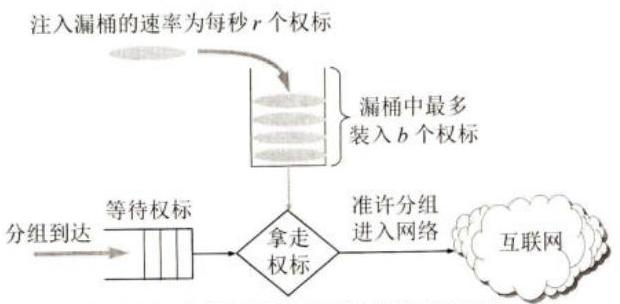 注入漏桶的速率为每秒 r 个权标
漏桶中最多
装入 b 个权标
等待权标
分组到达
拿走
权标
准许分组
进入网络
互联网